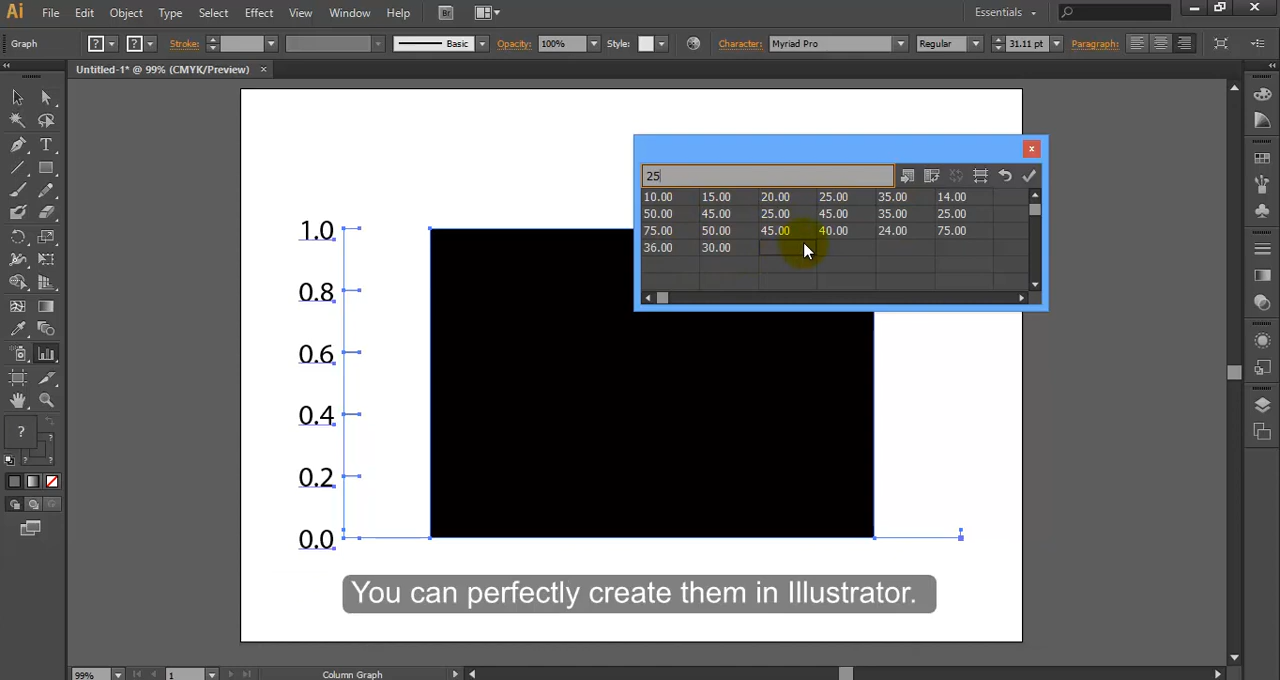 Ai File Edit Object Type Select Effect View Window Help Br Essentials
Graph ? ? Stroke: Basic Opacity: 100% Style: Character: Myriad Pro Regular 31.11 pt Paragraph:
Untitled-1* @ 99% (CMYK/Preview)
25
10.00 15.00 20.00 25.00 35.00 14.00
50.00 45.00 25.00 45.00 35.00 25.00
75.00 50.00 45.00 40.00 24.00 75.00
36.00 30.00
1.0
0.8
0.6
0.4
0.2
0.0
?
You can perfectly create them in Illustrator.
99% 1 Column Graph